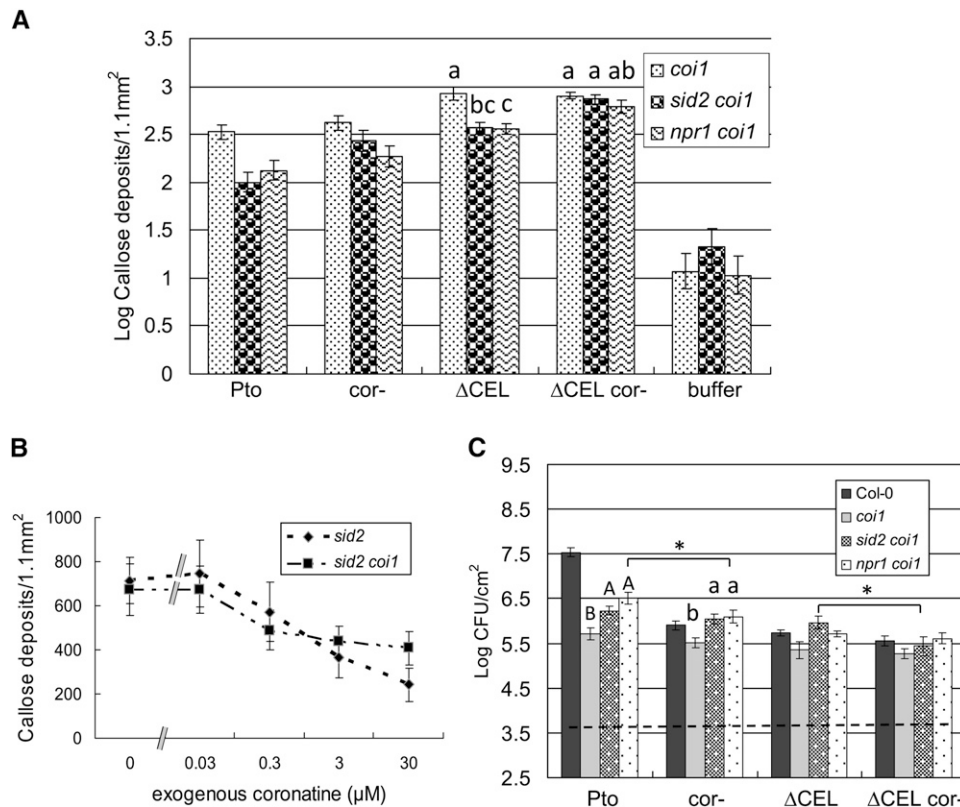 A
Log Callose deposits/1.1mm²
3.5
3
2.5
2
1.5
1
0.5
0
a
bc
c
a
a
ab
coi1
sid2 coi1
npr1 coi1
Pto
cor-
ΔCEL
ΔCEL cor-
buffer
B
Callose deposits/1.1mm²
1000
800
600
400
200
0
sid2
sid2 coi1
0
0.03
0.3
3
30
exogenous coronatine (µM)
C
Log CFU/cm²
9.5
8.5
7.5
6.5
5.5
4.5
3.5
2.5
Col-0
coi1
sid2 coi1
npr1 coi1
*
B
A
A
b
a
a
*
Pto
cor-
ΔCEL
ΔCEL cor-